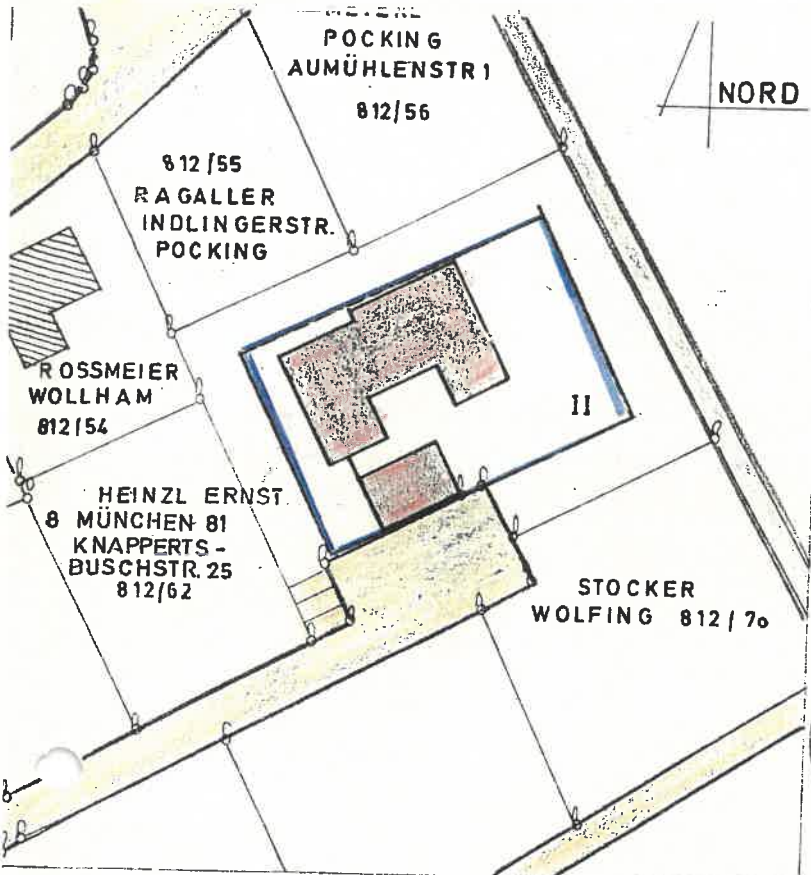 POCKING
AUMÜHLENSTR 1
812/56
NORD
812/55
RAGALLER
INDLINGERSTR.
POCKING
ROSSMEIER
WOLLHAM
812/54
II
HEINZL ERNST.
8 MÜNCHEN 81
KNAPPERTS-
BUSCHSTR. 25
812/62
STOCKER
WOLFING 812/70